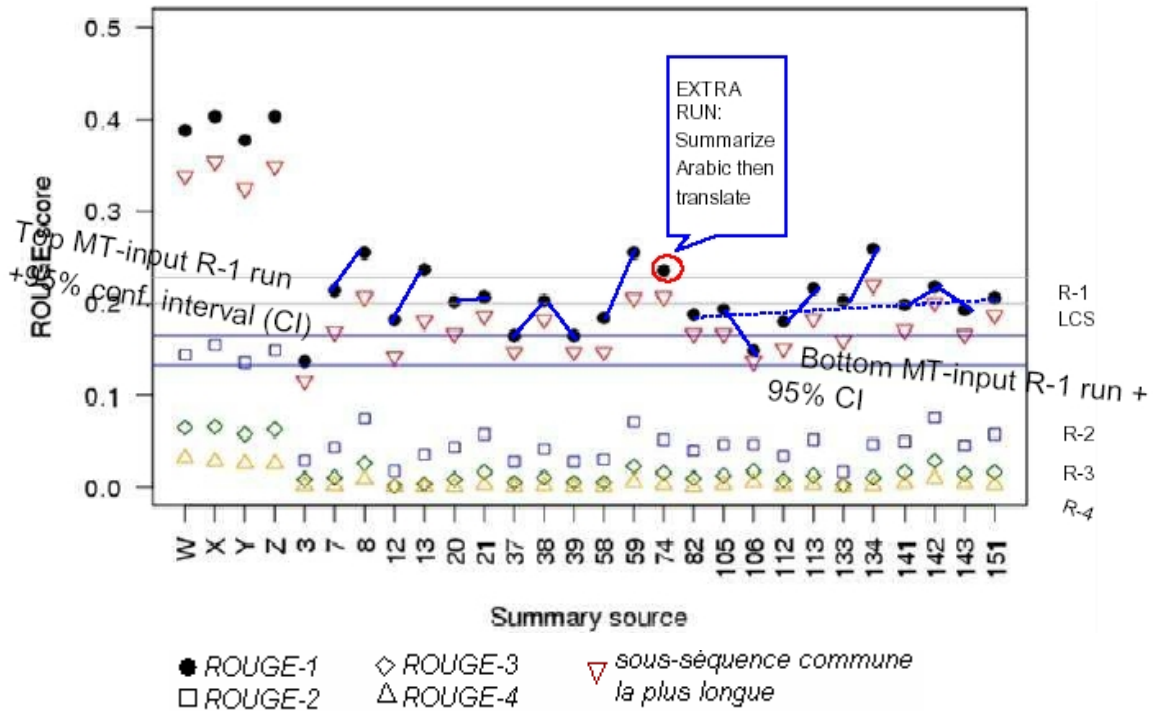 0.5
0.4
0.3
0.2
0.1
0.0
ROUGE score
EXTRA
RUN:
Summarize
Arabic then
translate
Top MT-input R-1 run
+95% conf. interval (CI)
Bottom MT-input R-1 run +
95% CI
R-1
LCS
R-2
R-3
R-4
W X Y Z 3 7 8 12 13 20 21 37 38 39 58 59 74 82 105 106 112 113 133 134 141 142 143 151
Summary source
ROUGE-1
ROUGE-2
ROUGE-3
ROUGE-4
sous-séquence commune
la plus longue